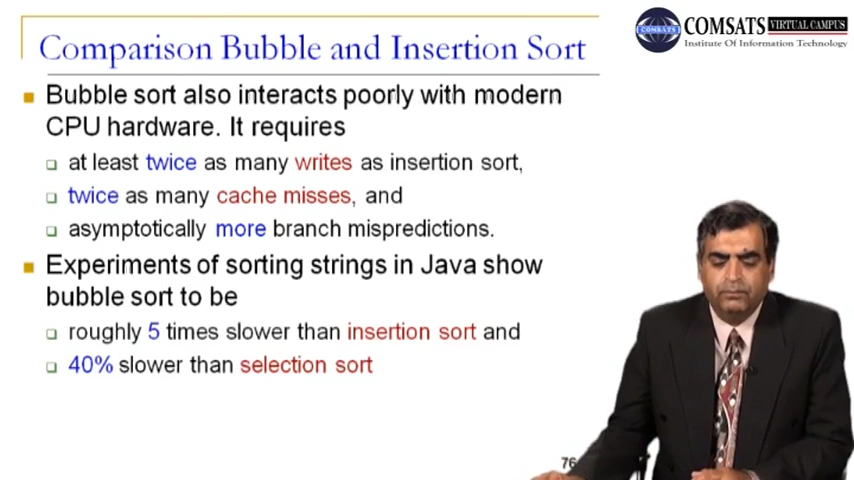 COMSATS VIRTUAL CAMPUS
Institute Of Information Technology
COMSATS
Comparison Bubble and Insertion Sort
Bubble sort also interacts poorly with modern
CPU hardware. It requires
at least twice as many writes as insertion sort,
twice as many cache misses, and
asymptotically more branch mispredictions.
Experiments of sorting strings in Java show
bubble sort to be
roughly 5 times slower than insertion sort and
40% slower than selection sort
76